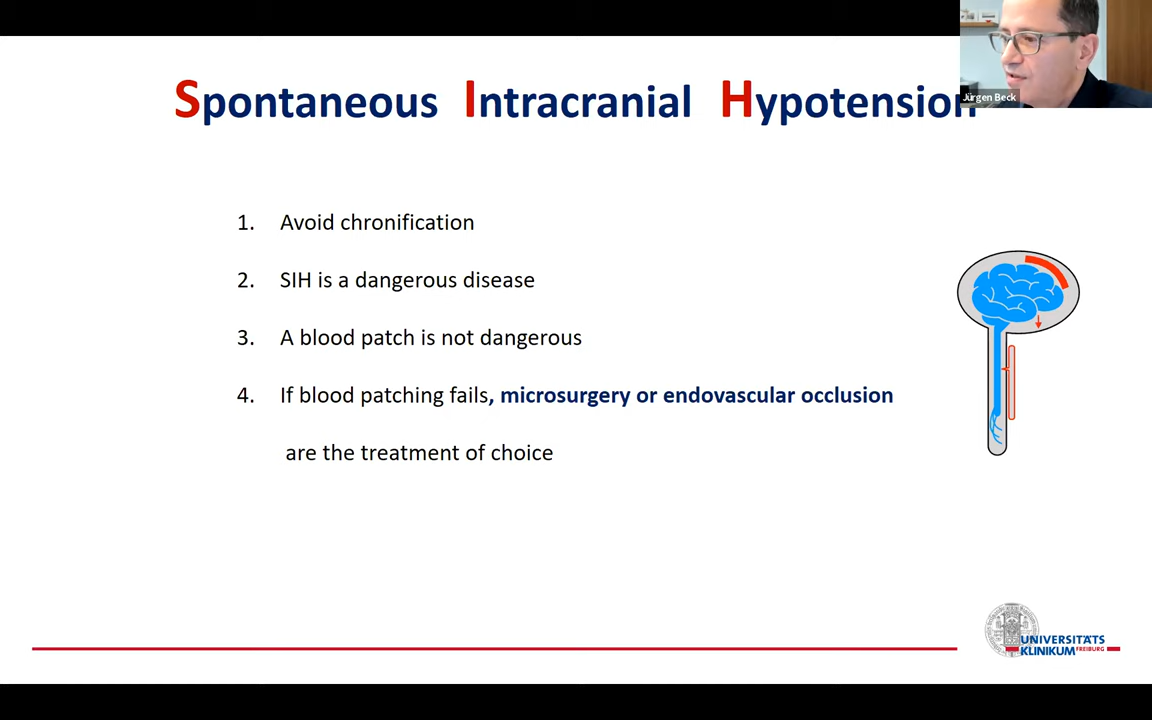 Spontaneous Intracranial Hypotension
Jürgen Beck
1. Avoid chronification
2. SIH is a dangerous disease
3. A blood patch is not dangerous
4. If blood patching fails, microsurgery or endovascular occlusion
are the treatment of choice
UNIVERSITÄTS
KLINIKUM FREIBURG